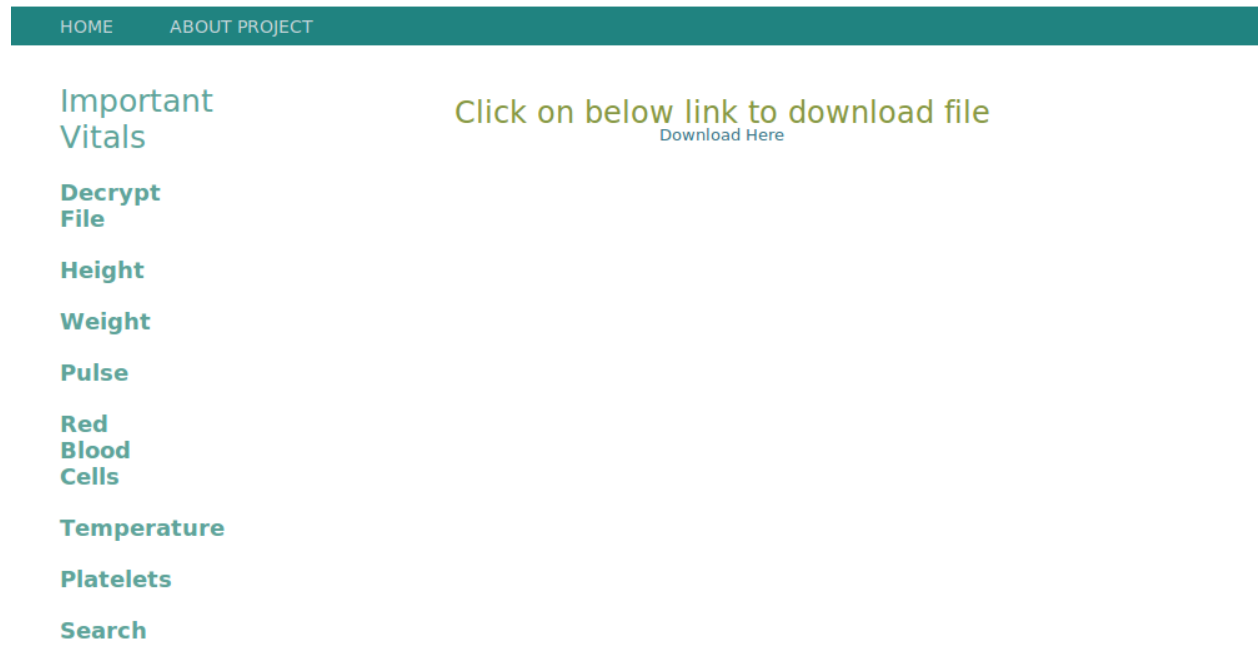 HOME ABOUT PROJECT
Important
Vitals
Decrypt
File
Height
Weight
Pulse
Red
Blood
Cells
Temperature
Platelets
Search
Click on below link to download file
Download Here